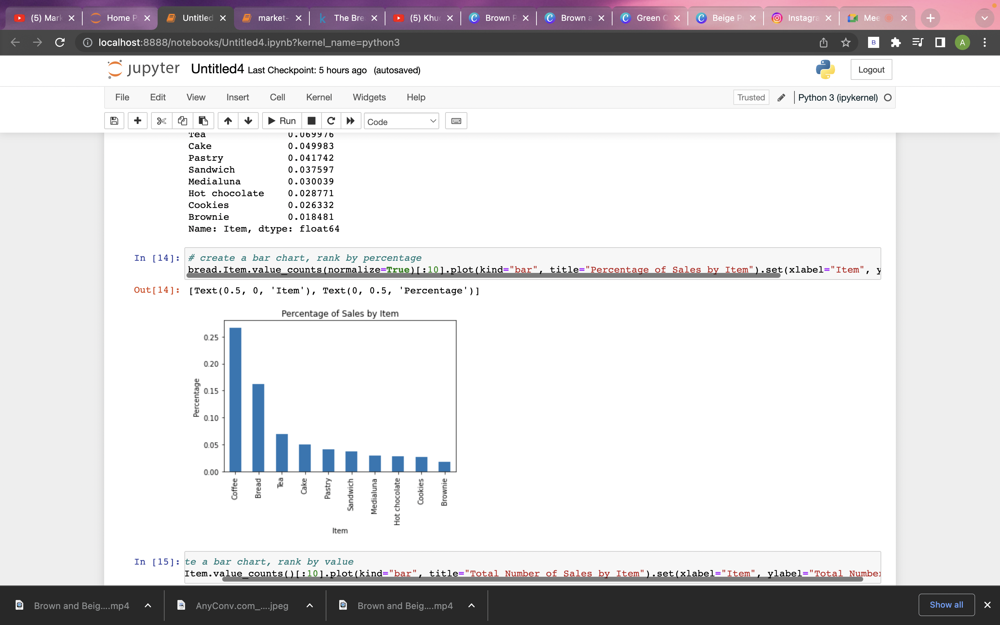 (5) Mark
Home P
Untitled
market-
The Bre
(5) Khu
Brown P
Brown a
Green C
Beige P
Instagra
Mee
localhost:8888/notebooks/Untitled4.ipynb?kernel_name=python3
B
A
jupyter Untitled4 Last Checkpoint: 5 hours ago (autosaved)
Logout
File Edit View Insert Cell Kernel Widgets Help
Trusted
Python 3 (ipykernel)
Run
Code
Tea 0.069976
Cake 0.049983
Pastry 0.041742
Sandwich 0.037597
Medialuna 0.030039
Hot chocolate 0.028771
Cookies 0.026332
Brownie 0.018481
Name: Item, dtype: float64
In [14]: # create a bar chart, rank by percentage
bread.Item.value_counts(normalize=True)[:10].plot(kind="bar", title="Percentage of Sales by Item").set(xlabel="Item", y
Out[14]: [Text(0.5, 0, 'Item'), Text(0, 0.5, 'Percentage')]
Percentage of Sales by Item
0.25
0.20
0.15
0.10
0.05
0.00
Percentage
Coffee
Bread
Tea
Cake
Pastry
Sandwich
Medialuna
Hot chocolate
Cookies
Brownie
Item
In [15]: te a bar chart, rank by value
Item.value_counts()[:10].plot(kind="bar", title="Total Number of Sales by Item").set(xlabel="Item", ylabel="Total Number
Brown and Beig....mp4
AnyConv.com_....jpeg
Brown and Beig....mp4
Show all